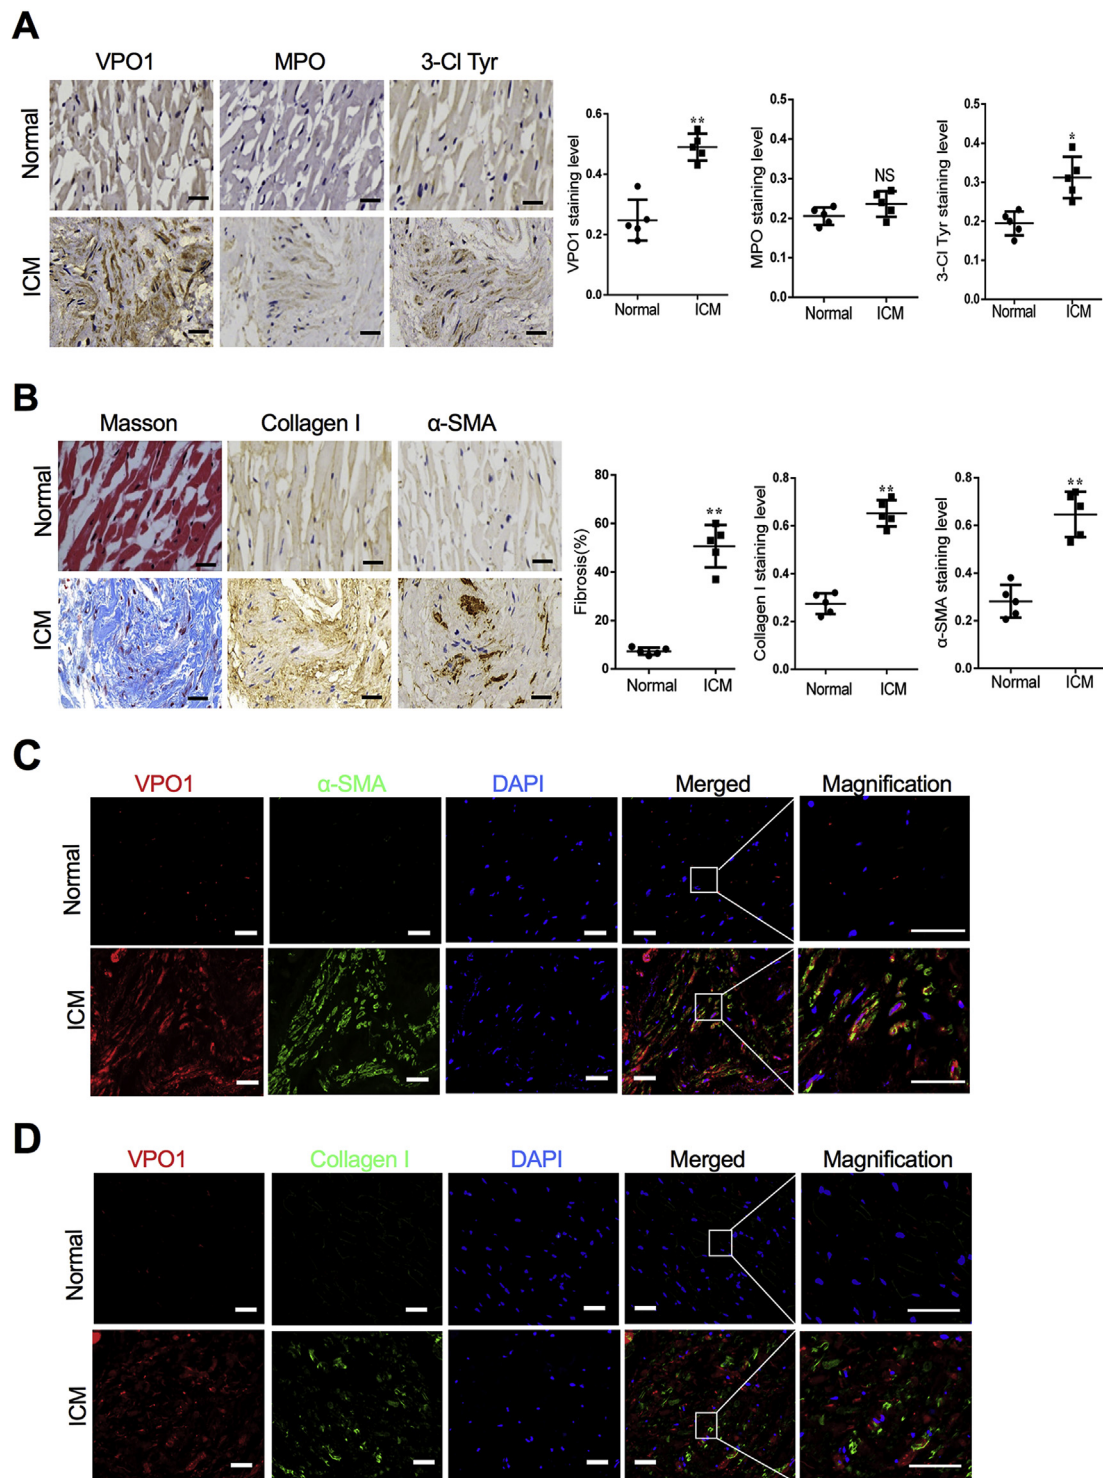 A
VPO1 MPO 3-Cl Tyr
Normal
ICM
VPO1 staining level
0.6
0.4
0.2
0.0
**
Normal ICM
MPO staining level
0.5
0.4
0.3
0.2
0.1
0.0
NS
Normal ICM
3-Cl Tyr staining level
0.5
0.4
0.3
0.2
0.1
0.0
*
Normal ICM
B
Masson Collagen I α-SMA
Normal
ICM
Fibrosis(%)
80
60
40
20
0
**
Normal ICM
Collagen I staining level
0.8
0.6
0.4
0.2
0.0
**
Normal ICM
α-SMA staining level
0.8
0.6
0.4
0.2
0.0
**
Normal ICM
C
VPO1 α-SMA DAPI Merged Magnification
Normal
ICM
D
VPO1 Collagen I DAPI Merged Magnification
Normal
ICM